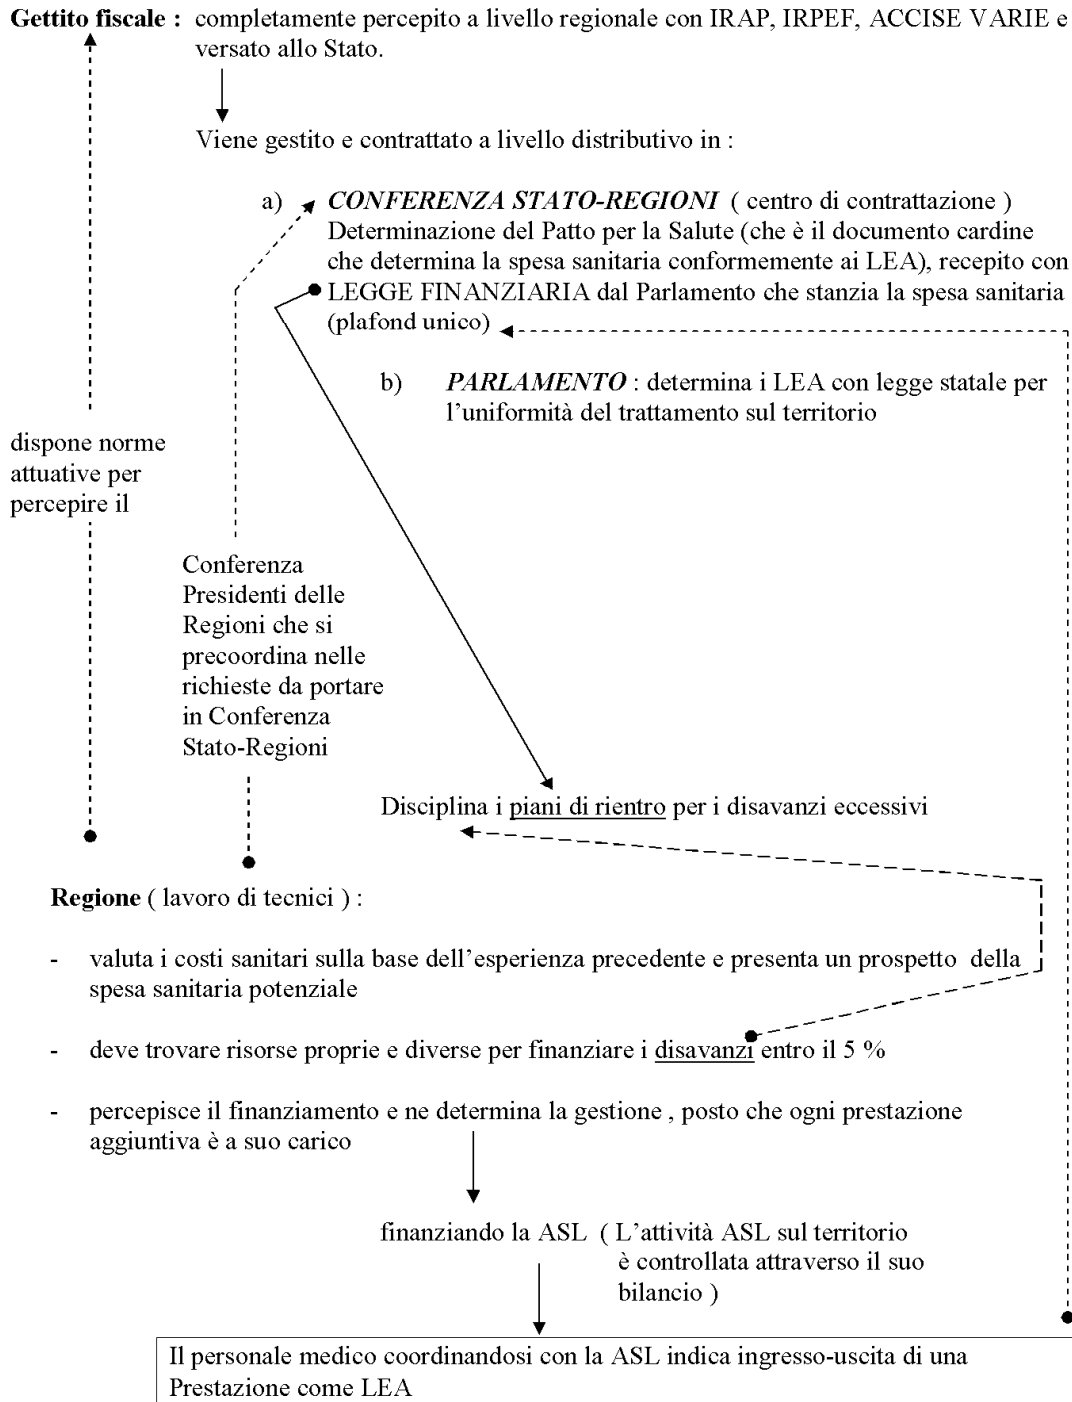 Gettito fiscale : completamente percepito a livello regionale con IRAP, IRPEF, ACCISE VARIE e
versato allo Stato.
Viene gestito e contrattato a livello distributivo in :
a) CONFERENZA STATO-REGIONI ( centro di contrattazione )
Determinazione del Patto per la Salute (che è il documento cardine
che determina la spesa sanitaria conformemente ai LEA), recepito con
LEGGE FINANZIARIA dal Parlamento che stanzia la spesa sanitaria
(plafond unico)
b) PARLAMENTO : determina i LEA con legge statale per
l'uniformità del trattamento sul territorio
dispone norme
attuative per
percepire il
Conferenza
Presidenti delle
Regioni che si
precoordina nelle
richieste da portare
in Conferenza
Stato-Regioni
Disciplina i piani di rientro per i disavanzi eccessivi
Regione ( lavoro di tecnici ) :
- valuta i costi sanitari sulla base dell'esperienza precedente e presenta un prospetto della
spesa sanitaria potenziale
- deve trovare risorse proprie e diverse per finanziare i disavanzi entro il 5 %
- percepisce il finanziamento e ne determina la gestione , posto che ogni prestazione
aggiuntiva è a suo carico
finanziando la ASL ( L'attività ASL sul territorio
è controllata attraverso il suo
bilancio )
Il personale medico coordinandosi con la ASL indica ingresso-uscita di una
Prestazione come LEA